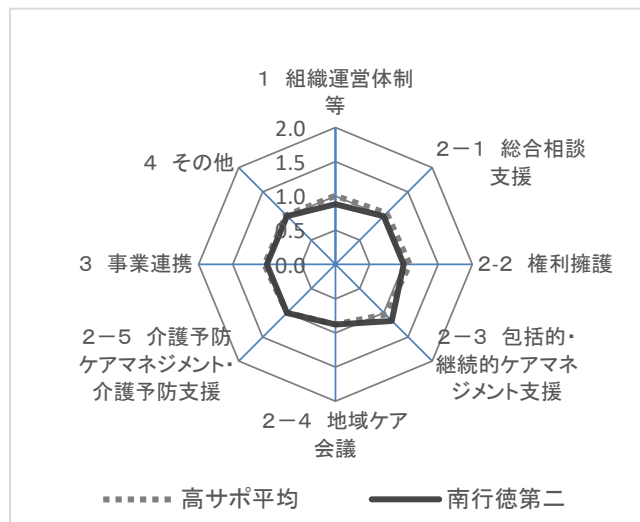 1 組織運営体制
等
2.0
1.5
1.0
0.5
0.0
2－1 総合相談
支援
2-2 権利擁護
2－3 包括的・
継続的ケアマネ
ジメント支援
2－4 地域ケア
会議
2－5 介護予防
ケアマネジメント・
介護予防支援
3 事業連携
4 その他
高サポ平均
南行徳第二